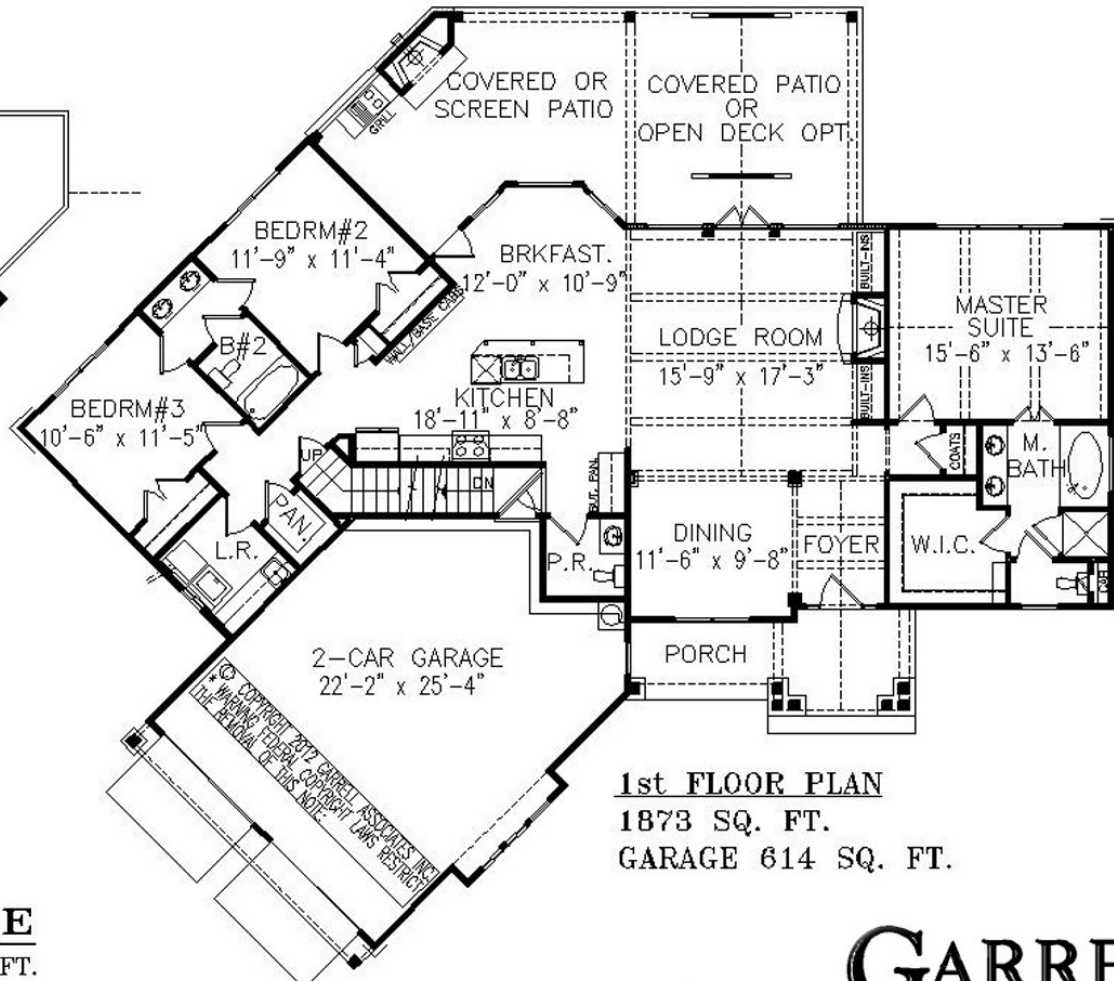 COVERED OR
SCREEN PATIO
COVERED PATIO
OR
OPEN DECK OPT.
GRILL
BEDRM#2
11'-9" x 11'-4"
BRKFAST.
12'-0" x 10'-9"
WALL/BASE CABS
BUILT-INS
LODGE ROOM
15'-9" x 17'-3"
BUILT-INS
MASTER
SUITE
15'-6" x 13'-6"
B#2
BEDRM#3
10'-6" x 11'-5"
KITCHEN
18'-11" x 8'-8"
UP
DN
BUT. PAN.
COATS
M.
BATH
PAN.
L.R.
P.R.
DINING
11'-6" x 9'-8"
FOYER
W.I.C.
CAB
2-CAR GARAGE
22'-2" x 25'-4"
PORCH
*© COPYRIGHT 2012 GARRELL ASSOCIATES INC.
WARNING FEDERAL COPYRIGHT LAWS RESTRICT
THE REMOVAL OF THIS NOTE.
1st FLOOR PLAN
1873 SQ. FT.
GARAGE 614 SQ. FT.
E
FT.
GARRE